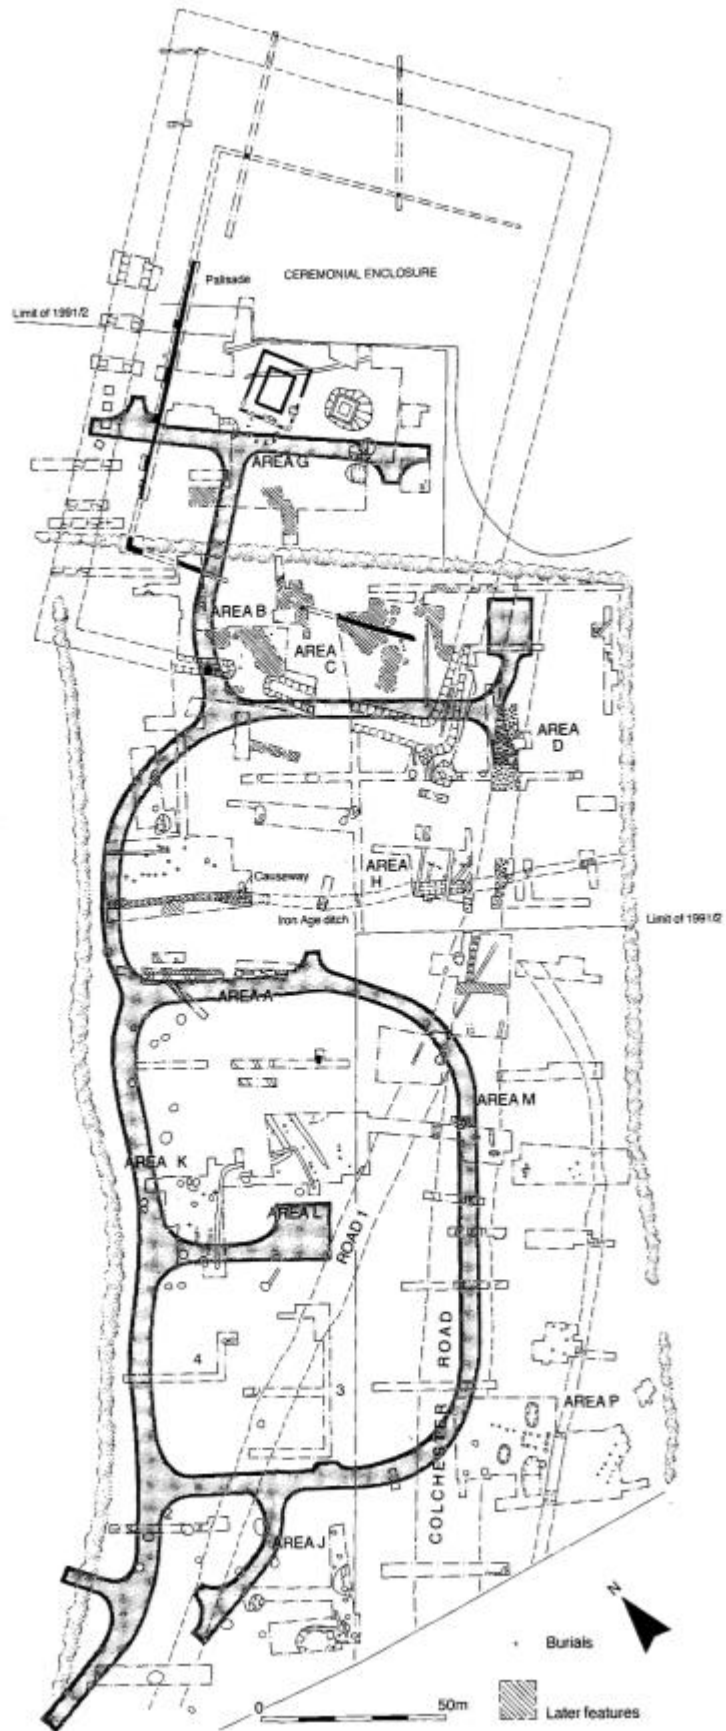 Palisade
CEREMONIAL ENCLOSURE
Limit of 1991/2
AREA G
AREA B
AREA
C
AREA
D
AREA
H
Causeway
Iron Age ditch
Limit of 1991/2
AREA A
AREA M
AREA K
AREA L
ROAD 1
4
3
COLCHESTER ROAD
AREA P
2
AREA J
N
Burials
0 50m
Later features